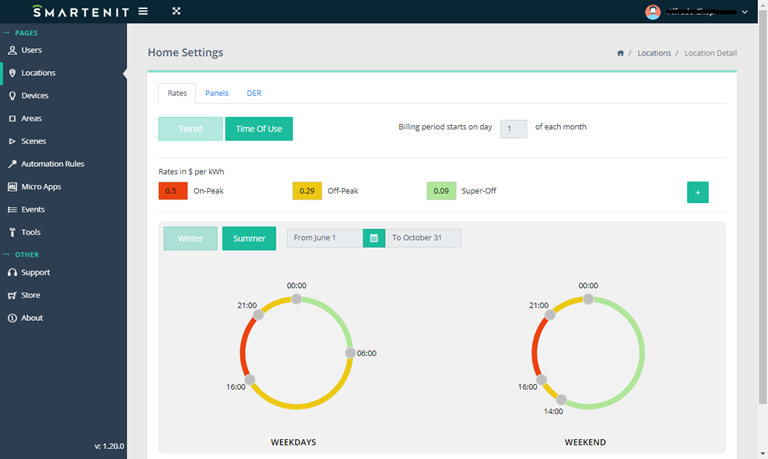 SMARTENIT
PAGES
Users
Locations
Devices
Areas
Scenes
Automation Rules
Micro Apps
Events
Tools
OTHER
Support
Store
About
v: 1.20.0
Home Settings
/ Locations / Location Detail
Rates Panels DER
Tiered Time Of Use Billing period starts on day 1 of each month
Rates in $ per kWh
0.5 On-Peak 0.29 Off-Peak 0.09 Super-Off +
Winter Summer From June 1 To October 31
00:00 00:00
21:00 21:00
06:00
16:00 16:00
14:00
WEEKDAYS WEEKEND